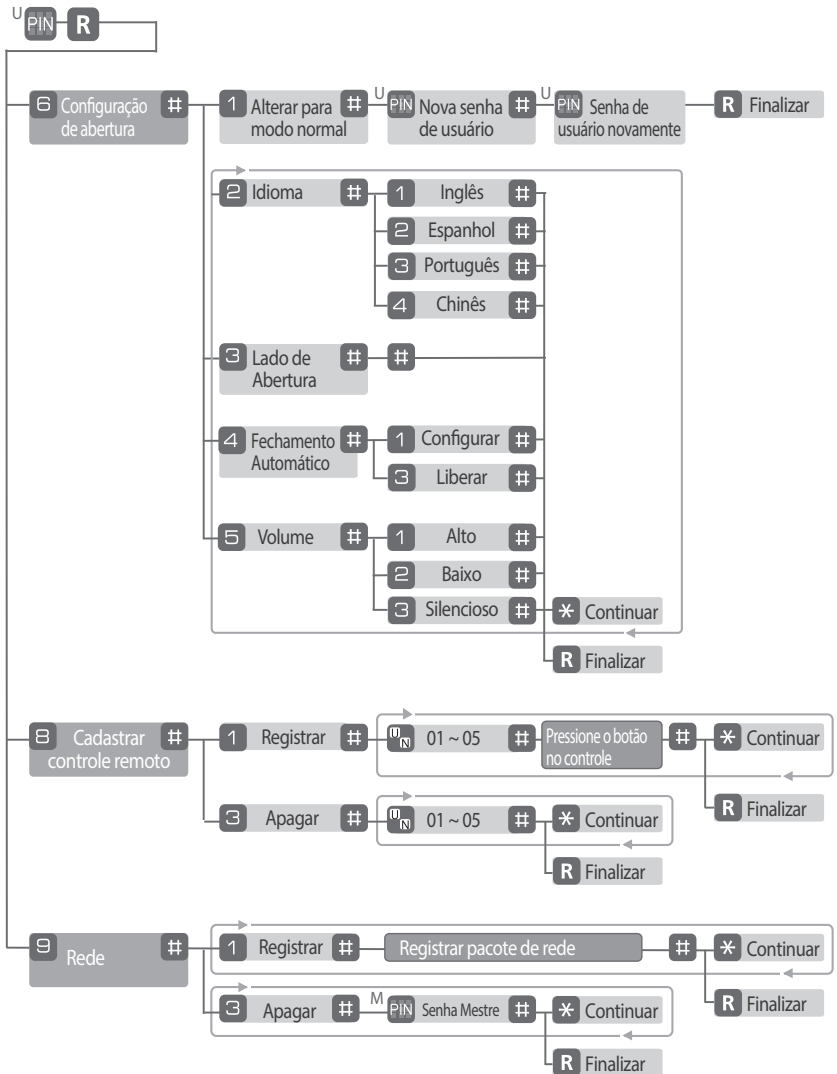 U PIN R
6 Configuração # 1 Alterar para # U PIN Nova senha # U PIN Senha de R Finalizar
de abertura modo normal de usuário usuário novamente
2 Idioma # 1 Inglês #
2 Espanhol #
3 Português #
4 Chinês #
3 Lado de # #
Abertura
4 Fechamento # 1 Configurar #
Automático
3 Liberar #
5 Volume # 1 Alto #
2 Baixo #
3 Silencioso # * Continuar
R Finalizar
8 Cadastrar # 1 Registrar # UN 01 ~ 05 # Pressione o botão # * Continuar
controle remoto no controle
R Finalizar
3 Apagar # UN 01 ~ 05 # * Continuar
R Finalizar
9 Rede # 1 Registrar # Registrar pacote de rede # * Continuar
R Finalizar
3 Apagar # M PIN Senha Mestre # * Continuar
R Finalizar